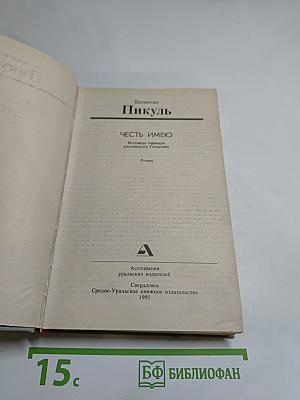 Валентин
Пикуль
ЧЕСТЬ ИМЕЮ
Исповедь офицера
российского Генштаба
Роман
Ассоциация
уральских издателей
Свердловск
Средне-Уральское книжное издательство
1991
15с
БФ БИБЛИОФАН